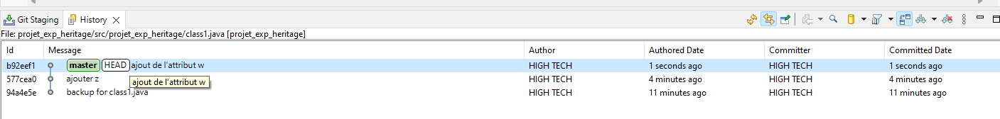 Git Staging History
File: projet_exp_heritage/src/projet_exp_heritage/class1.java [projet_exp_heritage]
Id Message Author Authored Date Committer Committed Date
b92eef1 master HEAD ajout de l'attribut w HIGH TECH 1 seconds ago HIGH TECH 1 seconds ago
577cea0 ajouter z HIGH TECH 4 minutes ago HIGH TECH 4 minutes ago
ajout de l'attribut w
94a4e5e backup for class1.java HIGH TECH 11 minutes ago HIGH TECH 11 minutes ago